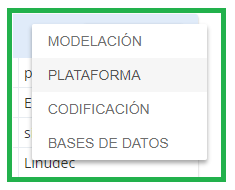 MODELACIÓN
PLATAFORMA
CODIFICACIÓN
BASES DE DATOS
Linudec